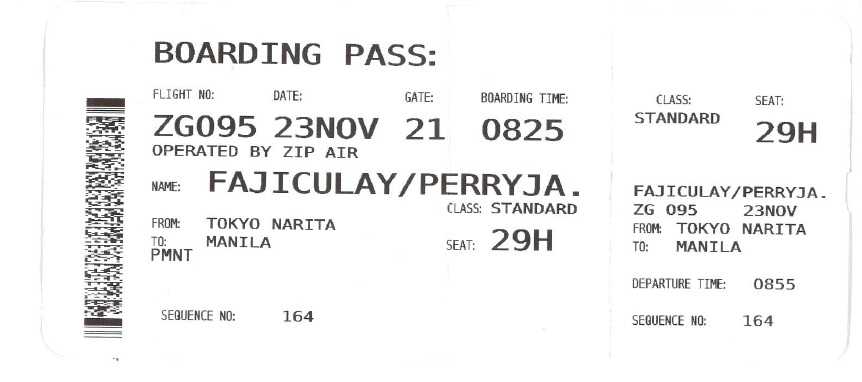 BOARDING PASS:
FLIGHT NO: DATE: GATE: BOARDING TIME:
ZG095 23NOV 21 0825
OPERATED BY ZIP AIR
NAME: FAJICULAY/PERRYJA.
CLASS: STANDARD
FROM: TOKYO NARITA
TO: MANILA
SEAT: 29H
PMNT
SEQUENCE NO: 164
CLASS: SEAT:
STANDARD 29H
FAJICULAY/PERRYJA.
ZG 095 23NOV
FROM: TOKYO NARITA
TO: MANILA
DEPARTURE TIME: 0855
SEQUENCE NO: 164